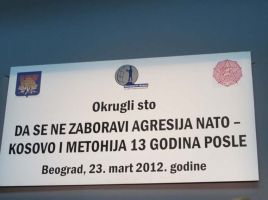 Okrugli sto
DA SE NE ZABORAVI AGRESIJA NATO –
KOSOVO I METOHIJA 13 GODINA POSLE
Beograd, 23. mart 2012. godine